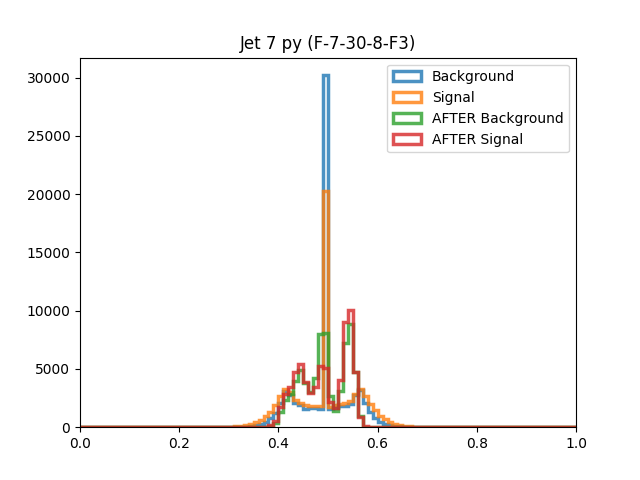 Jet 7 py (F-7-30-8-F3)
30000
25000
20000
15000
10000
5000
0
0.0 0.2 0.4 0.6 0.8 1.0
Background
Signal
AFTER Background
AFTER Signal